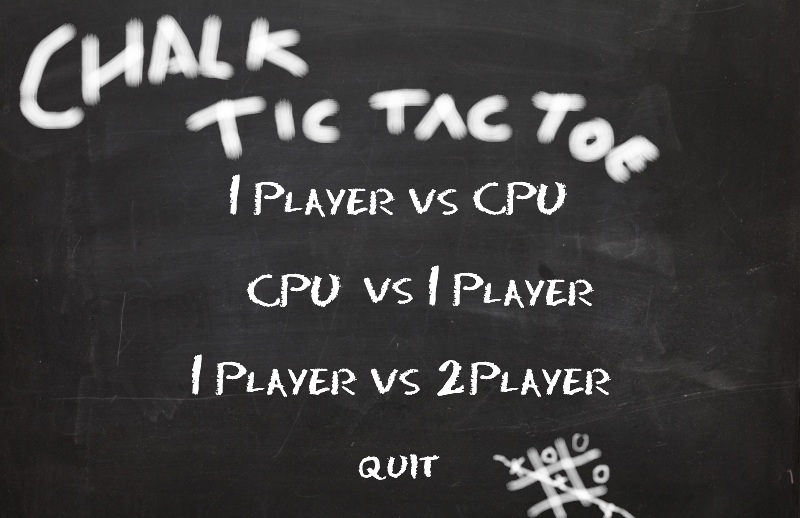 CHALK
TIC TAC TOE
1 PLAYER VS CPU
CPU VS 1 PLAYER
1 PLAYER VS 2PLAYER
QUIT